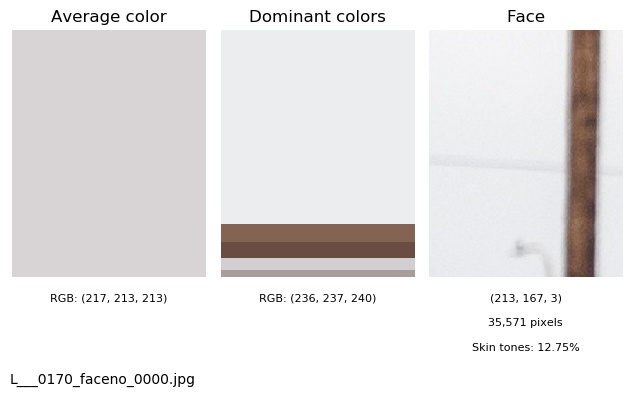 Average color
Dominant colors
Face
RGB: (217, 213, 213)
RGB: (236, 237, 240)
(213, 167, 3)
35,571 pixels
Skin tones: 12.75%
L___0170_faceno_0000.jpg